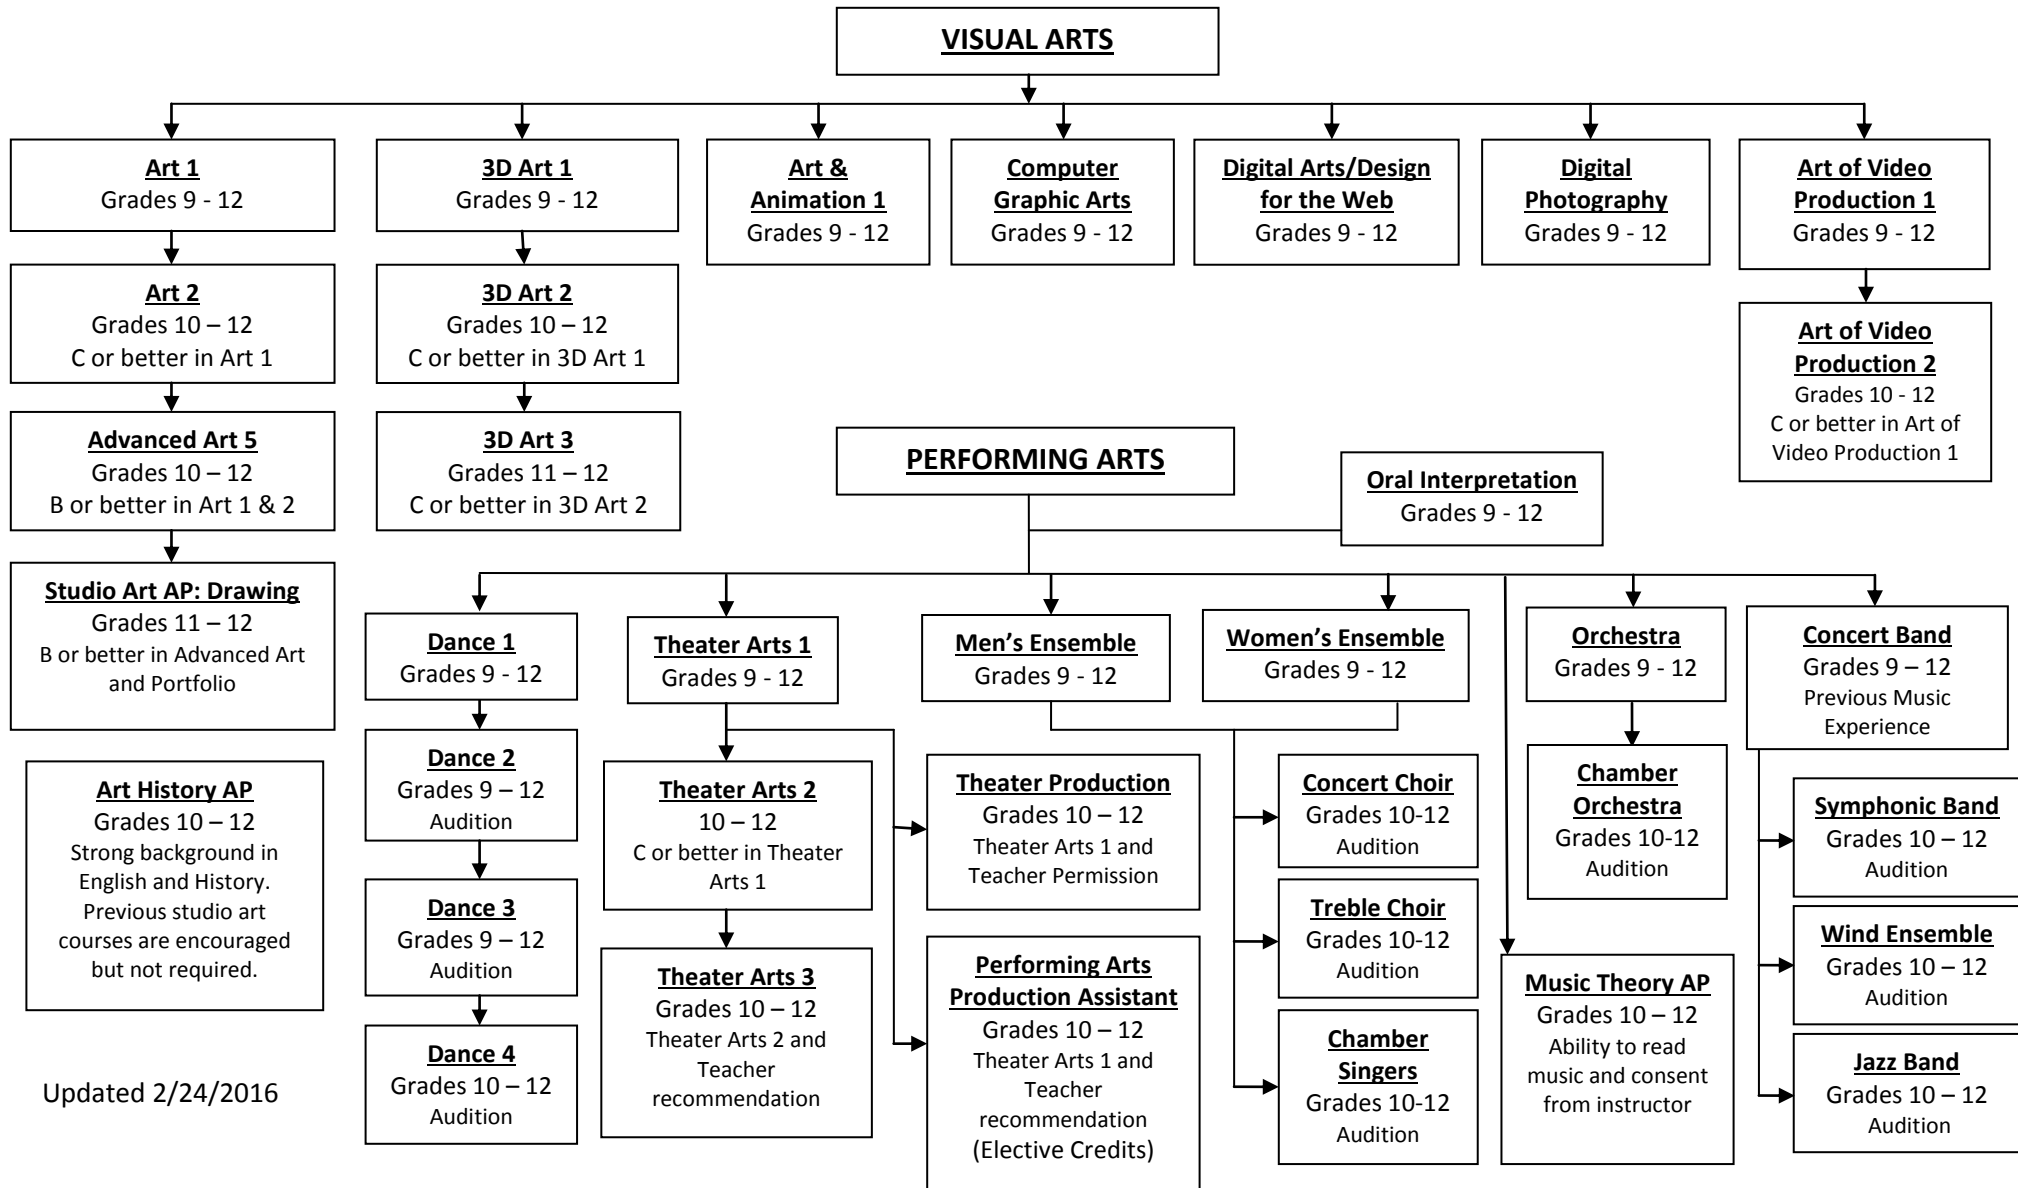 VISUAL ARTS
Art 1
Grades 9 - 12
3D Art 1
Grades 9 - 12
Art &
Animation 1
Grades 9 - 12
Computer
Graphic Arts
Grades 9 - 12
Digital Arts/Design
for the Web
Grades 9 - 12
Digital
Photography
Grades 9 - 12
Art of Video
Production 1
Grades 9 - 12
Art 2
Grades 10 – 12
C or better in Art 1
3D Art 2
Grades 10 – 12
C or better in 3D Art 1
Art of Video
Production 2
Grades 10 - 12
C or better in Art of
Video Production 1
Advanced Art 5
Grades 10 – 12
B or better in Art 1 & 2
3D Art 3
Grades 11 – 12
C or better in 3D Art 2
Studio Art AP: Drawing
Grades 11 – 12
B or better in Advanced Art
and Portfolio
Art History AP
Grades 10 – 12
Strong background in
English and History.
Previous studio art
courses are encouraged
but not required.
PERFORMING ARTS
Oral Interpretation
Grades 9 - 12
Dance 1
Grades 9 - 12
Dance 2
Grades 9 – 12
Audition
Dance 3
Grades 9 – 12
Audition
Dance 4
Grades 10 – 12
Audition
Theater Arts 1
Grades 9 - 12
Theater Arts 2
10 – 12
C or better in Theater
Arts 1
Theater Arts 3
Grades 10 – 12
Theater Arts 2 and
Teacher
recommendation
Theater Production
Grades 10 – 12
Theater Arts 1 and
Teacher Permission
Performing Arts
Production Assistant
Grades 10 – 12
Theater Arts 1 and
Teacher
recommendation
(Elective Credits)
Men’s Ensemble
Grades 9 - 12
Women’s Ensemble
Grades 9 - 12
Concert Choir
Grades 10-12
Audition
Treble Choir
Grades 10-12
Audition
Chamber
Singers
Grades 10-12
Audition
Music Theory AP
Grades 10 – 12
Ability to read
music and consent
from instructor
Orchestra
Grades 9 - 12
Chamber
Orchestra
Grades 10-12
Audition
Concert Band
Grades 9 – 12
Previous Music
Experience
Symphonic Band
Grades 10 – 12
Audition
Wind Ensemble
Grades 10 – 12
Audition
Jazz Band
Grades 10 – 12
Audition
Updated 2/24/2016